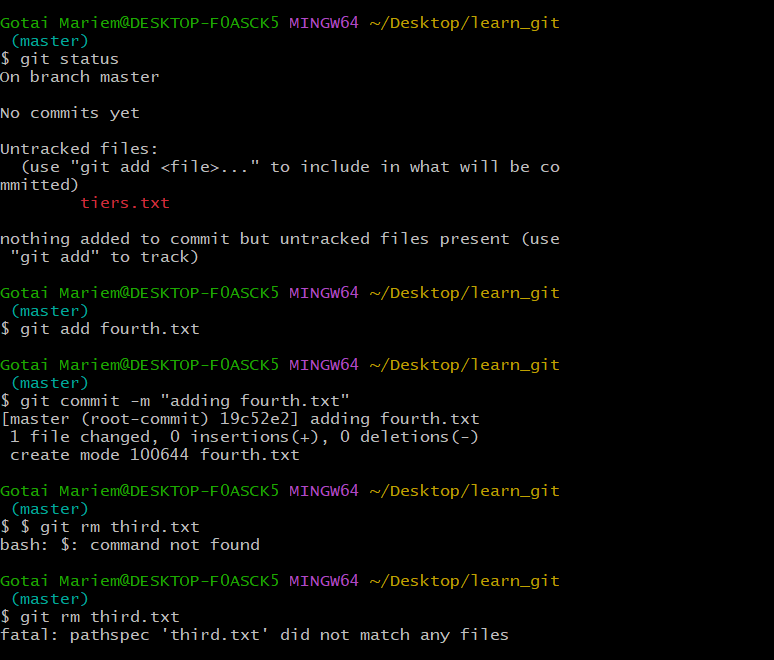 Gotai Mariem@DESKTOP-F0ASCK5 MINGW64 ~/Desktop/learn_git
 (master)
$ git status
On branch master

No commits yet

Untracked files:
  (use "git add <file>..." to include in what will be co
mmitted)
        tiers.txt

nothing added to commit but untracked files present (use
 "git add" to track)

Gotai Mariem@DESKTOP-F0ASCK5 MINGW64 ~/Desktop/learn_git
 (master)
$ git add fourth.txt

Gotai Mariem@DESKTOP-F0ASCK5 MINGW64 ~/Desktop/learn_git
 (master)
$ git commit -m "adding fourth.txt"
[master (root-commit) 19c52e2] adding fourth.txt
 1 file changed, 0 insertions(+), 0 deletions(-)
 create mode 100644 fourth.txt

Gotai Mariem@DESKTOP-F0ASCK5 MINGW64 ~/Desktop/learn_git
 (master)
$ $ git rm third.txt
bash: $: command not found

Gotai Mariem@DESKTOP-F0ASCK5 MINGW64 ~/Desktop/learn_git
 (master)
$ git rm third.txt
fatal: pathspec 'third.txt' did not match any files